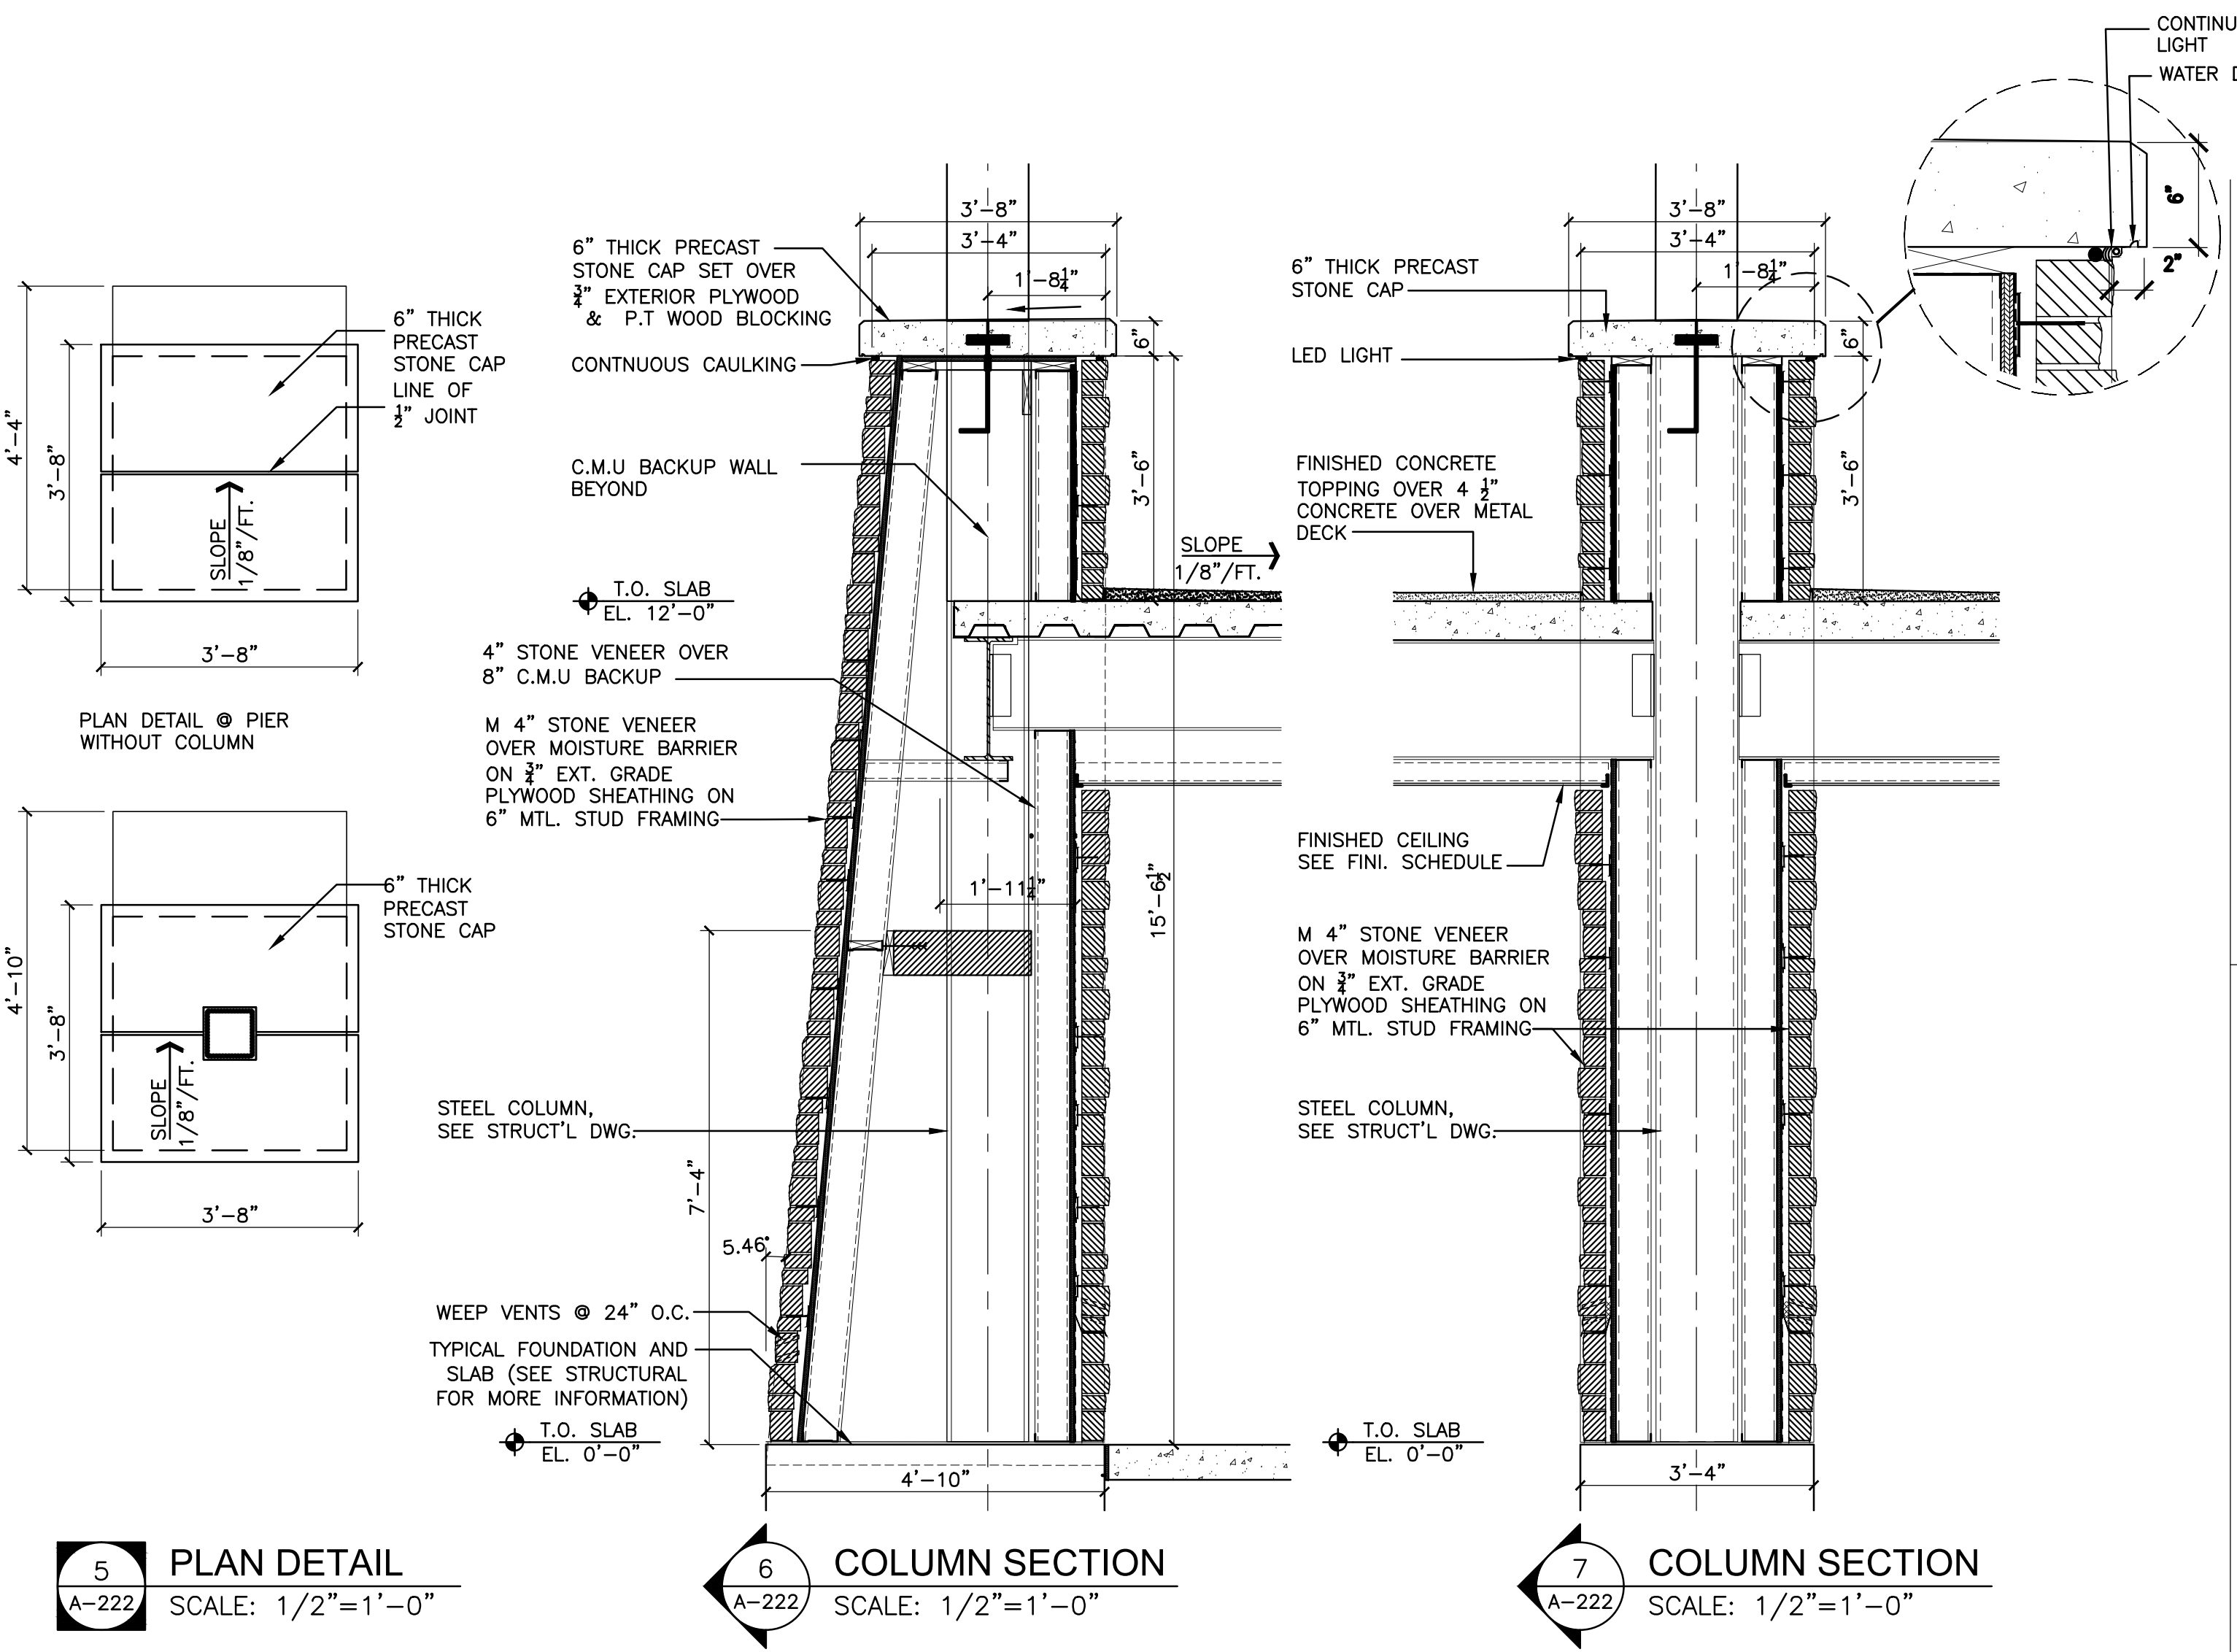 CONTINU
LIGHT
WATER D
6"
2"
4'-4"
3'-8"
6" THICK
PRECAST
STONE CAP
LINE OF
1/2" JOINT
SLOPE
1/8"/FT.
3'-8"
PLAN DETAIL @ PIER
WITHOUT COLUMN
4'-10"
3'-8"
6" THICK
PRECAST
STONE CAP
SLOPE
1/8"/FT.
3'-8"
5
A-222
PLAN DETAIL
SCALE: 1/2"=1'-0"
3'-8"
3'-4"
1'-8 1/4"
6"
6" THICK PRECAST
STONE CAP SET OVER
3/4" EXTERIOR PLYWOOD
& P.T WOOD BLOCKING
CONTNUOUS CAULKING
C.M.U BACKUP WALL
BEYOND
3'-6"
SLOPE
1/8"/FT.
T.O. SLAB
EL. 12'-0"
4" STONE VENEER OVER
8" C.M.U BACKUP
M 4" STONE VENEER
OVER MOISTURE BARRIER
ON 3/4" EXT. GRADE
PLYWOOD SHEATHING ON
6" MTL. STUD FRAMING
1'-11 1/4"
15'-6 1/2"
STEEL COLUMN,
SEE STRUCT'L DWG.
7'-4"
5.46°
WEEP VENTS @ 24" O.C.
TYPICAL FOUNDATION AND
SLAB (SEE STRUCTURAL
FOR MORE INFORMATION)
T.O. SLAB
EL. 0'-0"
4'-10"
6
A-222
COLUMN SECTION
SCALE: 1/2"=1'-0"
3'-8"
3'-4"
1'-8 1/4"
6"
6" THICK PRECAST
STONE CAP
LED LIGHT
3'-6"
FINISHED CONCRETE
TOPPING OVER 4 1/2"
CONCRETE OVER METAL
DECK
FINISHED CEILING
SEE FINI. SCHEDULE
M 4" STONE VENEER
OVER MOISTURE BARRIER
ON 3/4" EXT. GRADE
PLYWOOD SHEATHING ON
6" MTL. STUD FRAMING
STEEL COLUMN,
SEE STRUCT'L DWG.
T.O. SLAB
EL. 0'-0"
3'-4"
7
A-222
COLUMN SECTION
SCALE: 1/2"=1'-0"